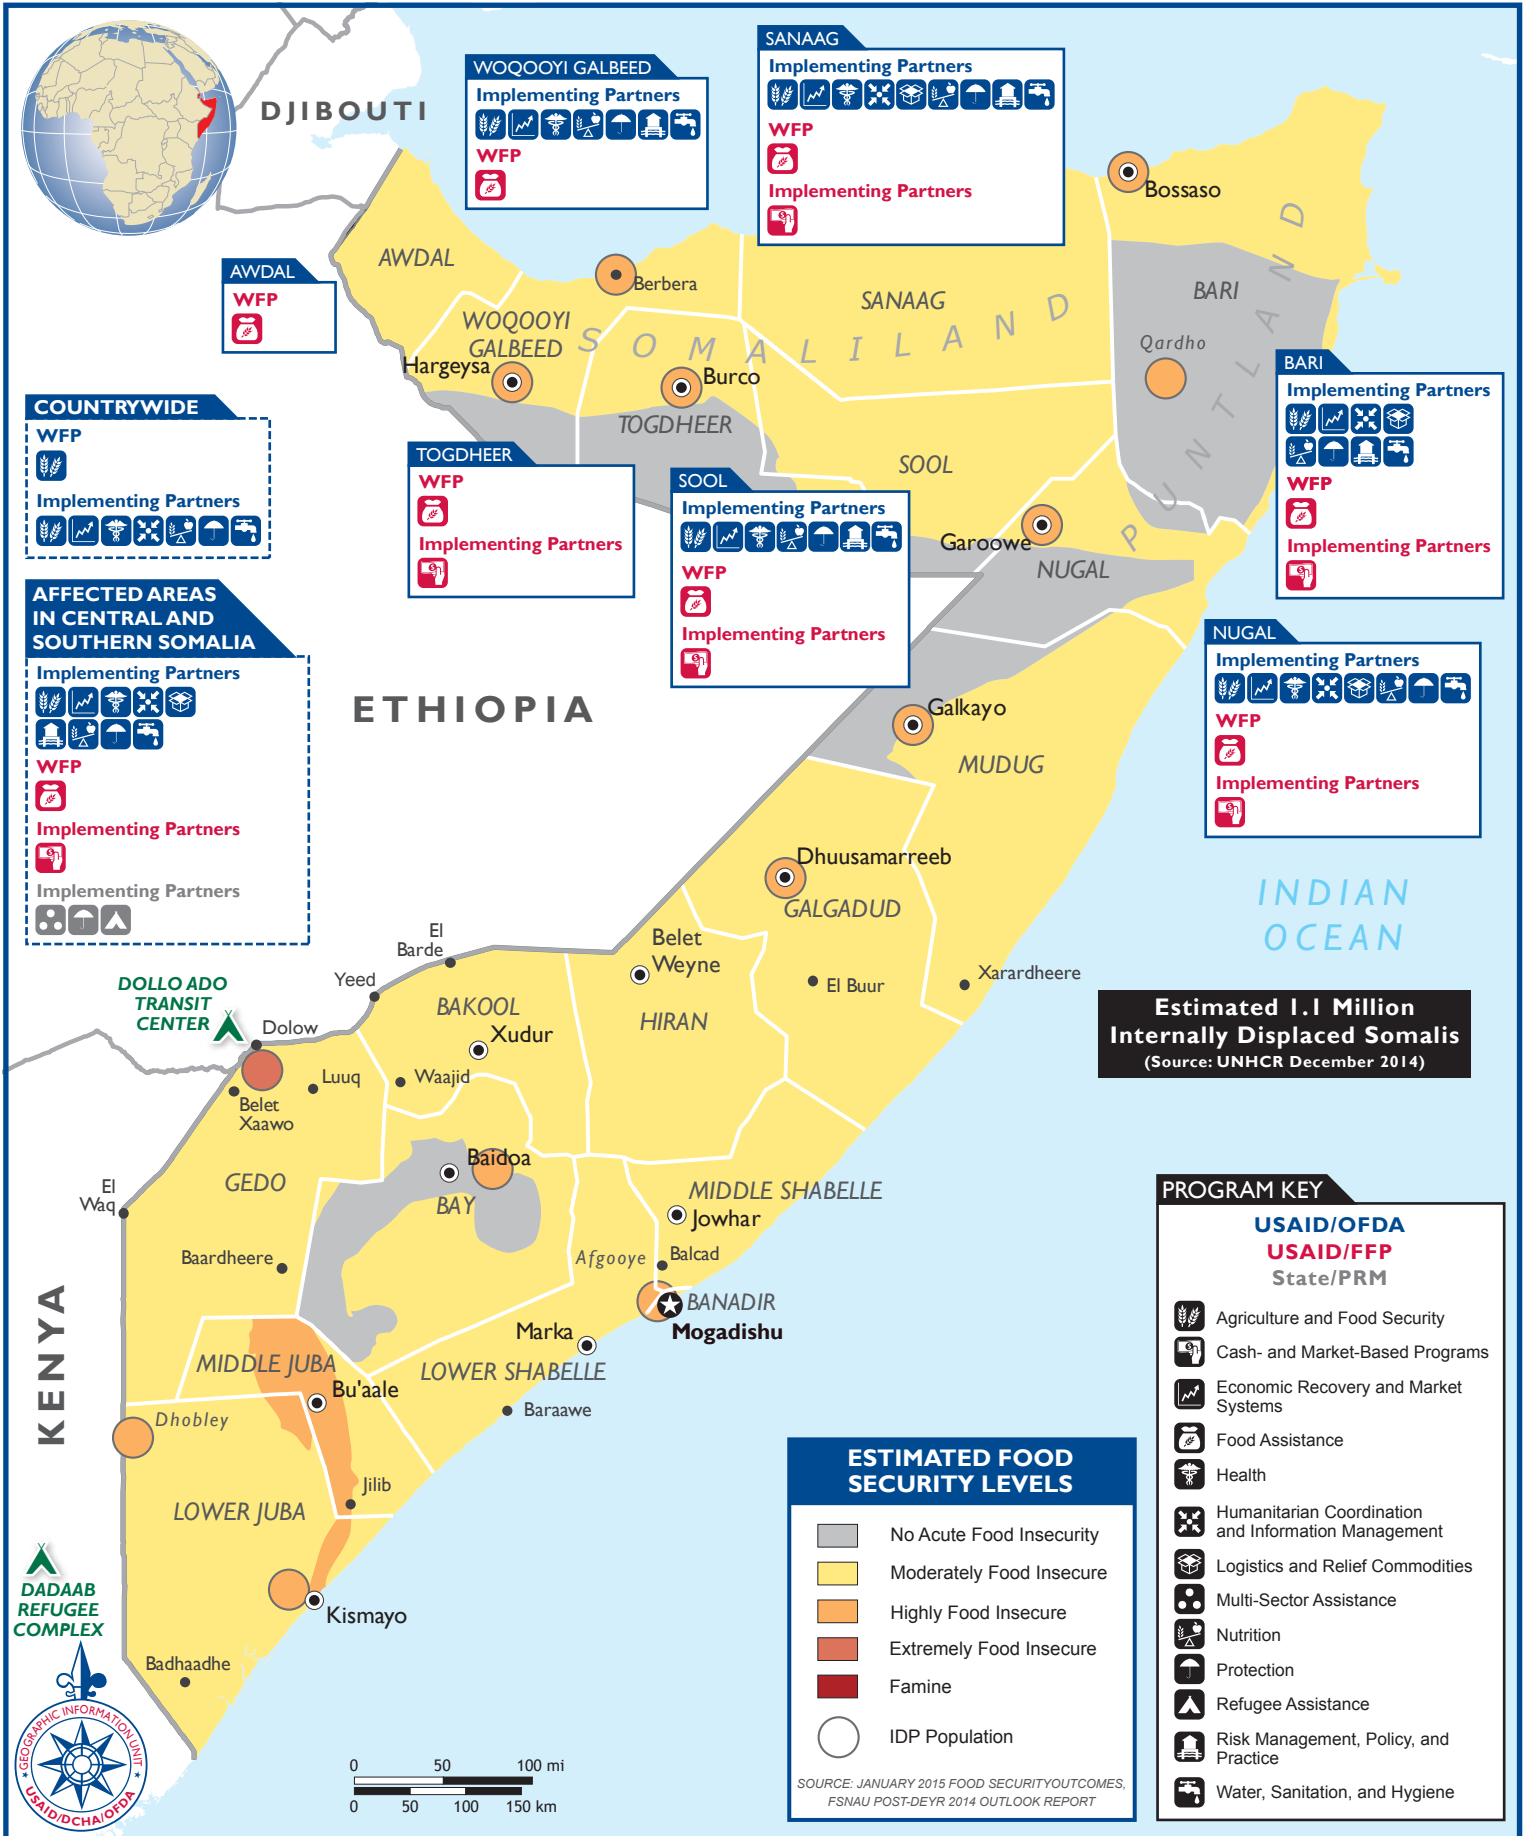 DJIBOUTI
WOQOOYI GALBEED
Implementing Partners
WFP
SANAAG
Implementing Partners
WFP
Implementing Partners
AWDAL
WFP
COUNTRYWIDE
WFP
Implementing Partners
AFFECTED AREAS
IN CENTRAL AND
SOUTHERN SOMALIA
Implementing Partners
WFP
Implementing Partners
Implementing Partners
TOGDHEER
WFP
Implementing Partners
SOOL
Implementing Partners
WFP
Implementing Partners
BARI
Implementing Partners
WFP
Implementing Partners
NUGAL
Implementing Partners
WFP
Implementing Partners
AWDAL
Berbera
WOQOOYI
GALBEED
SOMALILAND
SANAAG
Bossaso
BARI
PUNTLAND
Qardho
Hargeysa
Burco
TOGDHEER
SOOL
Garoowe
NUGAL
ETHIOPIA
Galkayo
MUDUG
Dhuusamarreeb
GALGADUD
INDIAN
OCEAN
El
Barde
Belet
Weyne
Yeed
El Buur
Xarardheere
DOLLO ADO
TRANSIT
CENTER
Dolow
BAKOOL
Xudur
HIRAN
Estimated 1.1 Million
Internally Displaced Somalis
(Source: UNHCR December 2014)
Luuq
Waajid
Belet
Xaawo
Baidoa
GEDO
BAY
El
Waq
MIDDLE SHABELLE
Jowhar
Baardheere
Afgooye
Balcad
BANADIR
Mogadishu
KENYA
Marka
MIDDLE JUBA
LOWER SHABELLE
Bu'aale
Baraawe
Dhobley
Jilib
LOWER JUBA
DADAAB
REFUGEE
COMPLEX
Kismayo
Badhaadhe
GEOGRAPHIC INFORMATION UNIT
USAID/DCHA/OFDA
0 50 100 mi
0 50 100 150 km
ESTIMATED FOOD
SECURITY LEVELS
No Acute Food Insecurity
Moderately Food Insecure
Highly Food Insecure
Extremely Food Insecure
Famine
IDP Population
SOURCE: JANUARY 2015 FOOD SECURITYOUTCOMES,
FSNAU POST-DEYR 2014 OUTLOOK REPORT
PROGRAM KEY
USAID/OFDA
USAID/FFP
State/PRM
Agriculture and Food Security
Cash- and Market-Based Programs
Economic Recovery and Market
Systems
Food Assistance
Health
Humanitarian Coordination
and Information Management
Logistics and Relief Commodities
Multi-Sector Assistance
Nutrition
Protection
Refugee Assistance
Risk Management, Policy, and
Practice
Water, Sanitation, and Hygiene